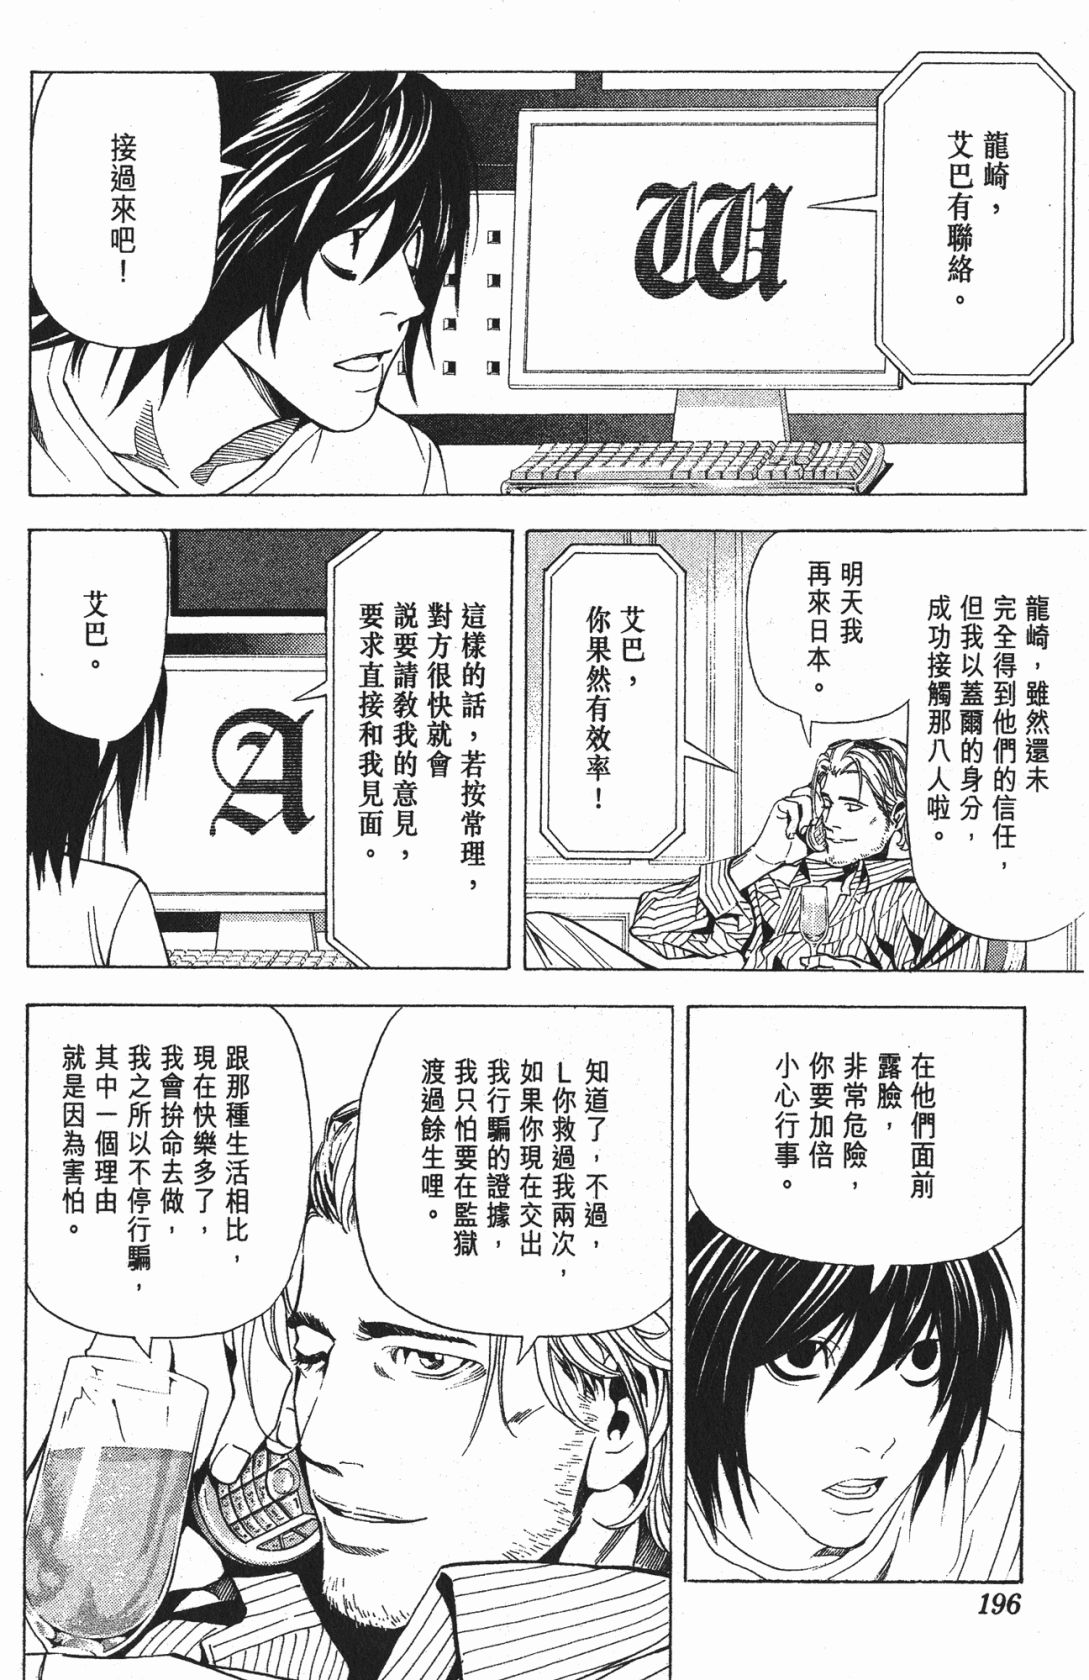 龍崎，
艾巴有聯絡。
W
接過來吧！
龍崎，雖然還未
完全得到他們的信任，
但我以蓋爾的身分，
成功接觸那八人啦。
明天我
再來日本。
艾巴，
你果然有效率！
這樣的話，若按常理，
對方很快就會
說要請教我的意見，
要求直接和我見面。
A
艾巴。
在他們面前
露臉，
非常危險，
你要加倍
小心行事。
知道了，不過，
L你救過我兩次，
如果你現在交出
我行騙的證據，
我只怕要在監獄
渡過餘生哩。
跟那種生活相比，
現在快樂多了，
我會拚命去做，
我之所以不停行騙，
其中一個理由
就是因為害怕。
196